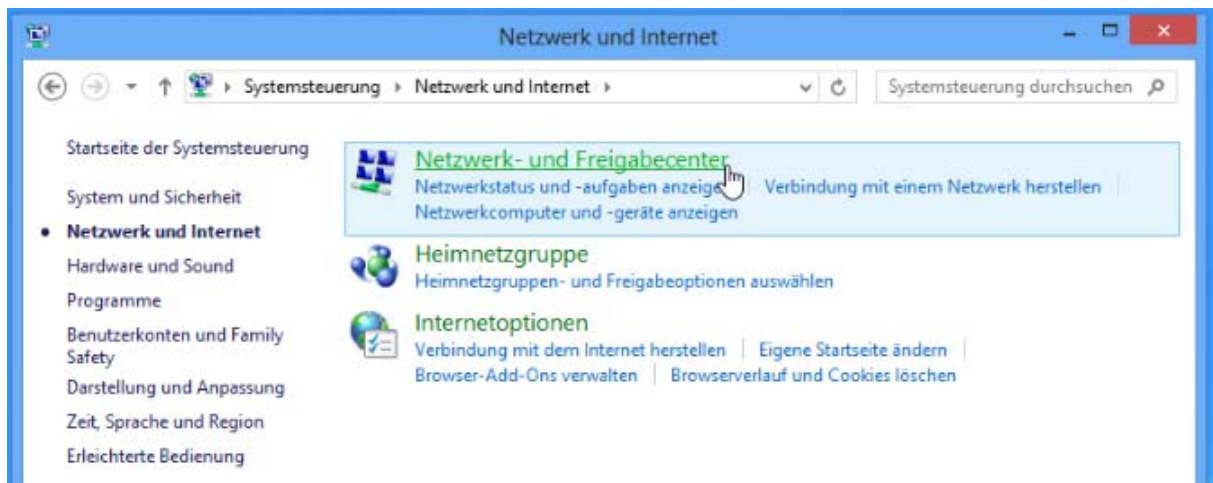 Netzwerk und Internet
Systemsteuerung Netzwerk und Internet
Systemsteuerung durchsuchen
Startseite der Systemsteuerung
System und Sicherheit
Netzwerk und Internet
Hardware und Sound
Programme
Benutzerkonten und Family
Safety
Darstellung und Anpassung
Zeit, Sprache und Region
Erleichterte Bedienung
Netzwerk- und Freigabecenter
Netzwerkstatus und -aufgaben anzeigen Verbindung mit einem Netzwerk herstellen
Netzwerkcomputer und -geräte anzeigen
Heimnetzgruppe
Heimnetzgruppen- und Freigabeoptionen auswählen
Internetoptionen
Verbindung mit dem Internet herstellen Eigene Startseite ändern
Browser-Add-Ons verwalten Browserverlauf und Cookies löschen